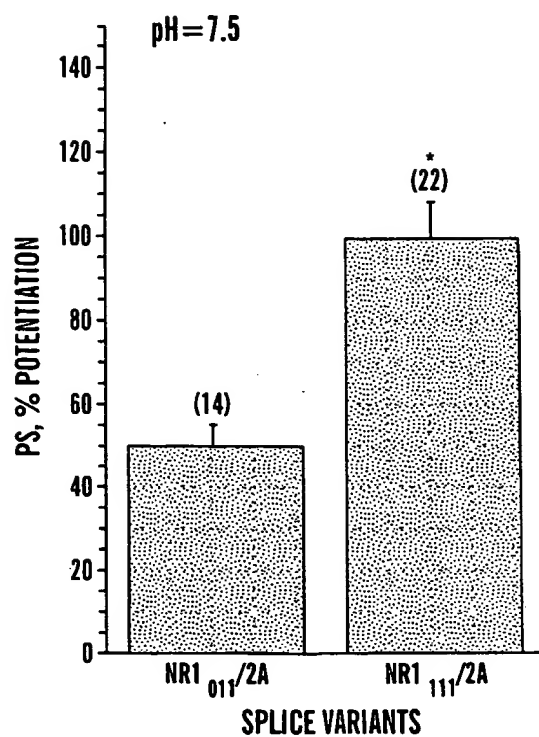 pH=7.5
PS, % POTENTIATION
140
120
100
80
60
40
20
0
(14)
*
(22)
NR1 011/2A
NR1 111/2A
SPLICE VARIANTS